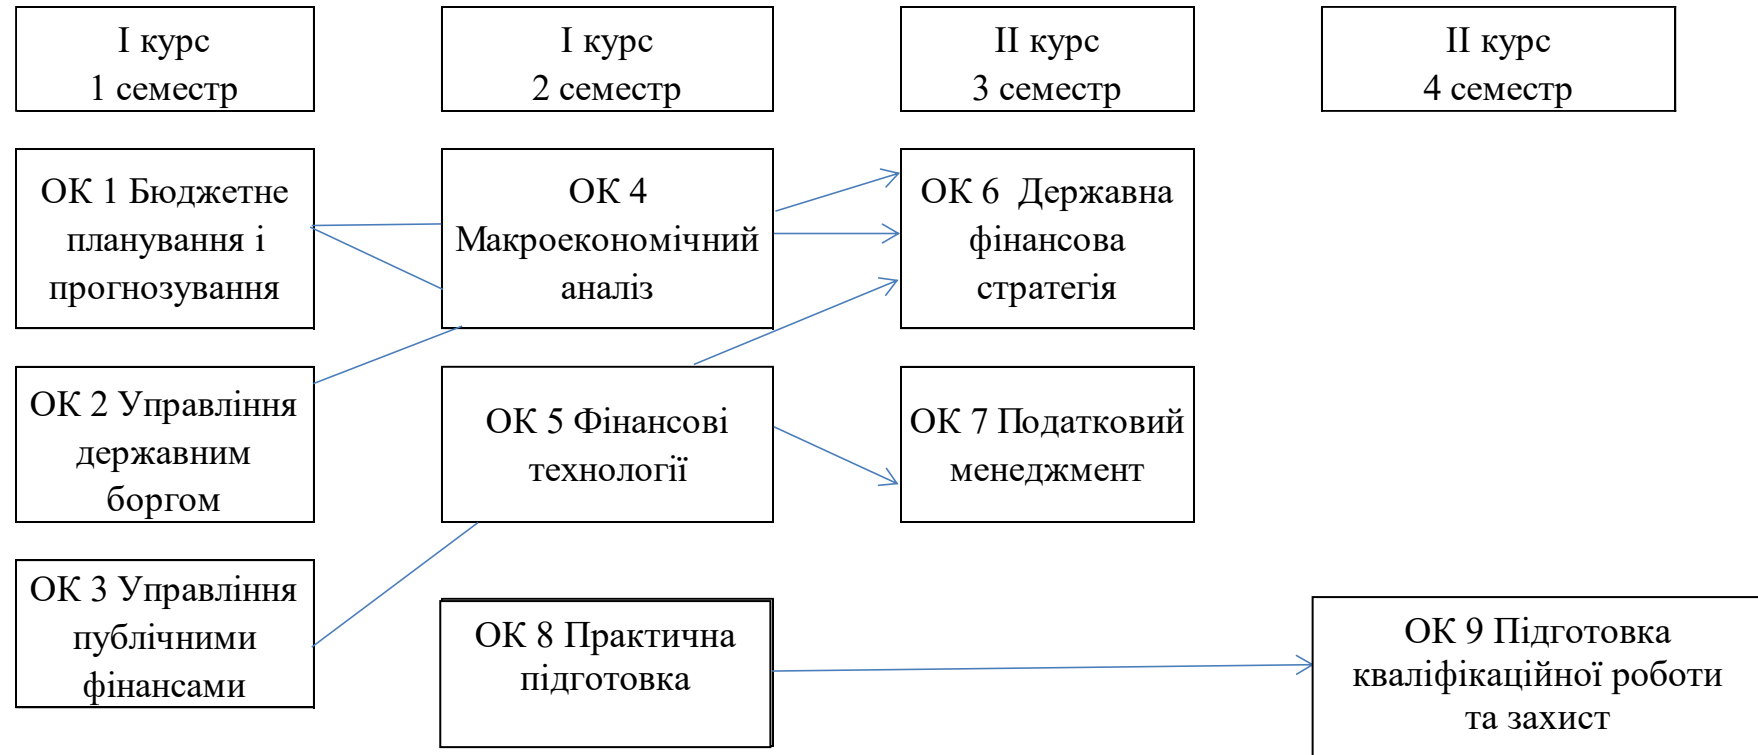 І курс
1 семестр
І курс
2 семестр
ІІ курс
3 семестр
ІІ курс
4 семестр
ОК 1 Бюджетне
планування і
прогнозування
ОК 4
Макроекономічний
аналіз
ОК 6 Державна
фінансова
стратегія
ОК 2 Управління
державним
боргом
ОК 5 Фінансові
технології
ОК 7 Податковий
менеджмент
ОК 3 Управління
публічними
фінансами
ОК 8 Практична
підготовка
ОК 9 Підготовка
кваліфікаційної роботи
та захист